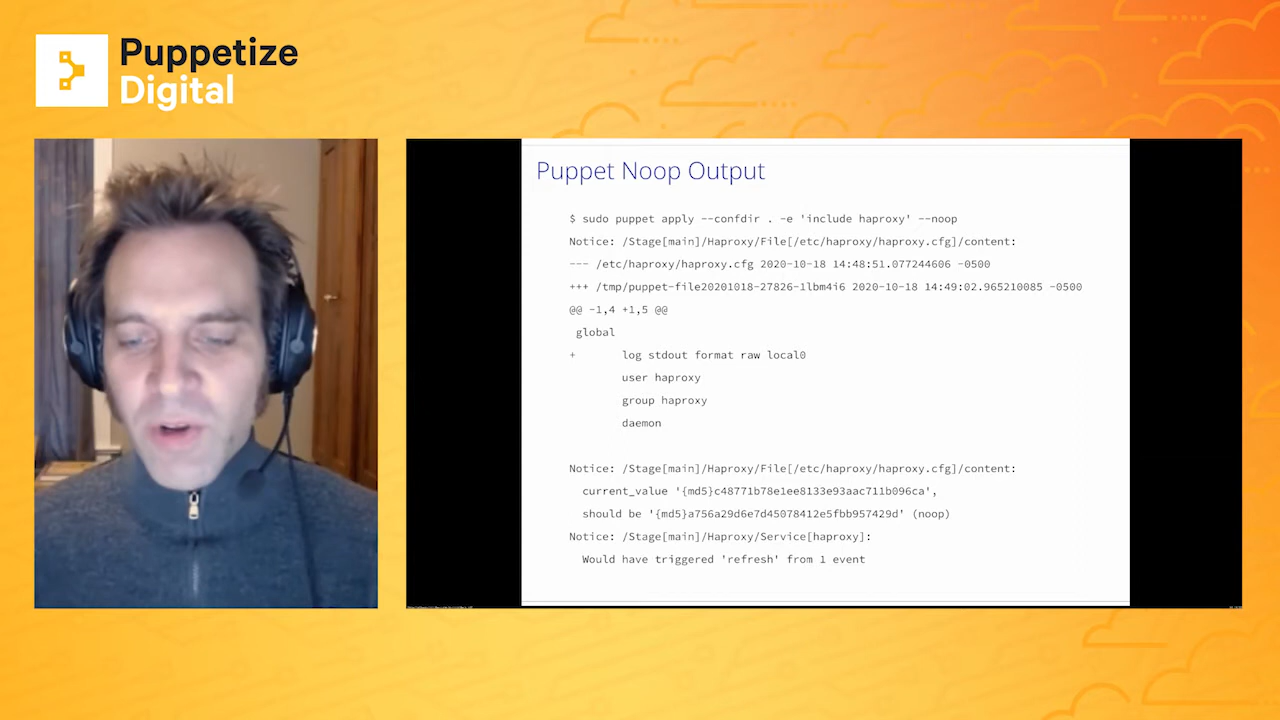 Puppetize
Digital
Puppet Noop Output
$ sudo puppet apply --confdir . -e 'include haproxy' --noop
Notice: /Stage[main]/Haproxy/File[/etc/haproxy/haproxy.cfg]/content:
--- /etc/haproxy/haproxy.cfg 2020-10-18 14:48:51.077244606 -0500
+++ /tmp/puppet-file20201018-27826-1lbm4i6 2020-10-18 14:49:02.965210085 -0500
@@ -1,4 +1,5 @@
global
+ log stdout format raw local0
user haproxy
group haproxy
daemon
Notice: /Stage[main]/Haproxy/File[/etc/haproxy/haproxy.cfg]/content:
current_value '{md5}c48771b78e1ee8133e93aac711b096ca',
should be '{md5}a756a29d6e7d45078412e5fbb957429d' (noop)
Notice: /Stage[main]/Haproxy/Service[haproxy]:
Would have triggered 'refresh' from 1 event